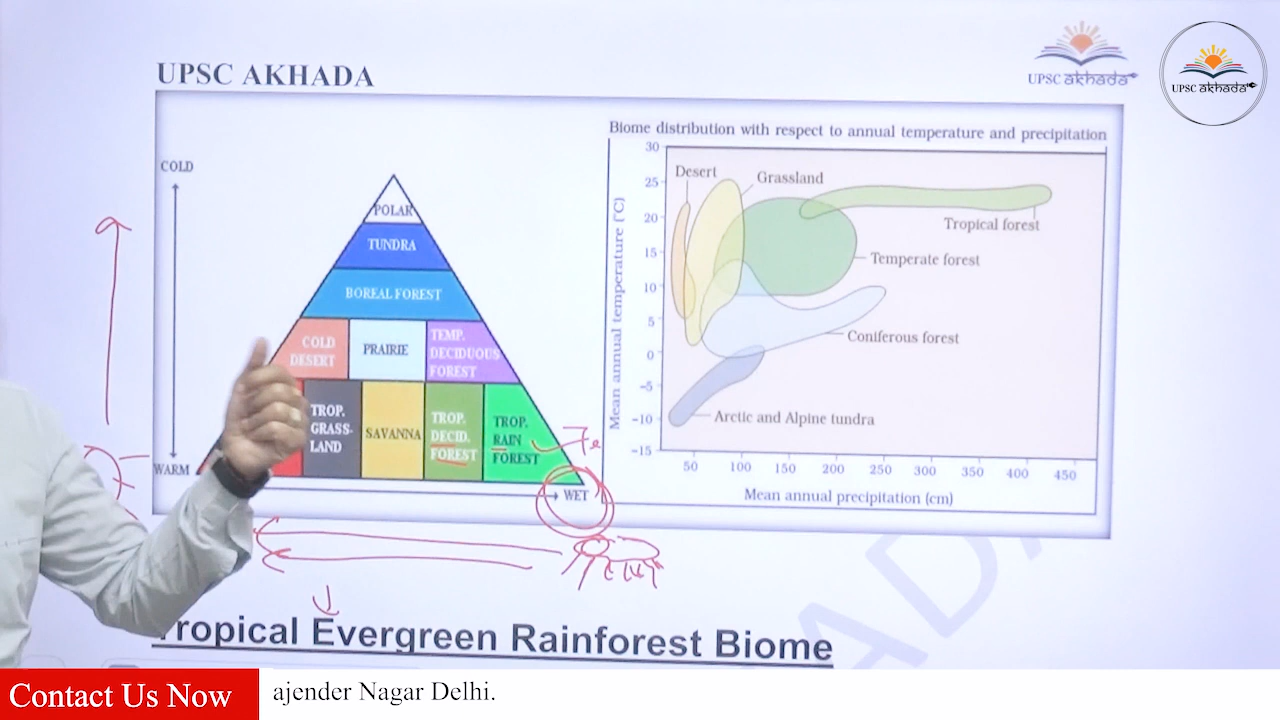 UPSC AKHADA
UPSC akhada
UPSC akhada
COLD
WARM
WET
POLAR
TUNDRA
BOREAL FOREST
COLD DESERT
PRAIRIE
TEMP. DECIDUOUS FOREST
TROP. GRASS-LAND
SAVANNA
TROP. DECID. FOREST
TROP. RAIN FOREST
Biome distribution with respect to annual temperature and precipitation
Mean annual temperature (°C)
30
25
20
15
10
5
0
-5
-10
-15
Desert
Grassland
Tropical forest
Temperate forest
Coniferous forest
Arctic and Alpine tundra
50 100 150 200 250 300 350 400 450
Mean annual precipitation (cm)
Tropical Evergreen Rainforest Biome
Contact Us Now
ajender Nagar Delhi.